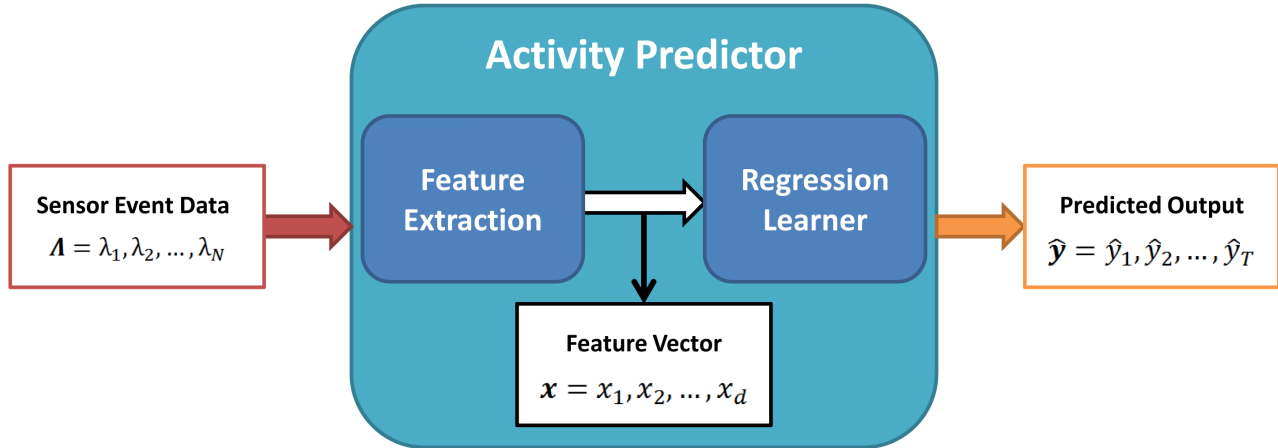 Activity Predictor
Sensor Event Data
𝜦 = λ₁, λ₂, … , λ_N
Feature
Extraction
Regression
Learner
Predicted Output
ŷ = ŷ₁, ŷ₂, … , ŷ_T
Feature Vector
𝒙 = 𝑥₁, 𝑥₂, … , 𝑥_d